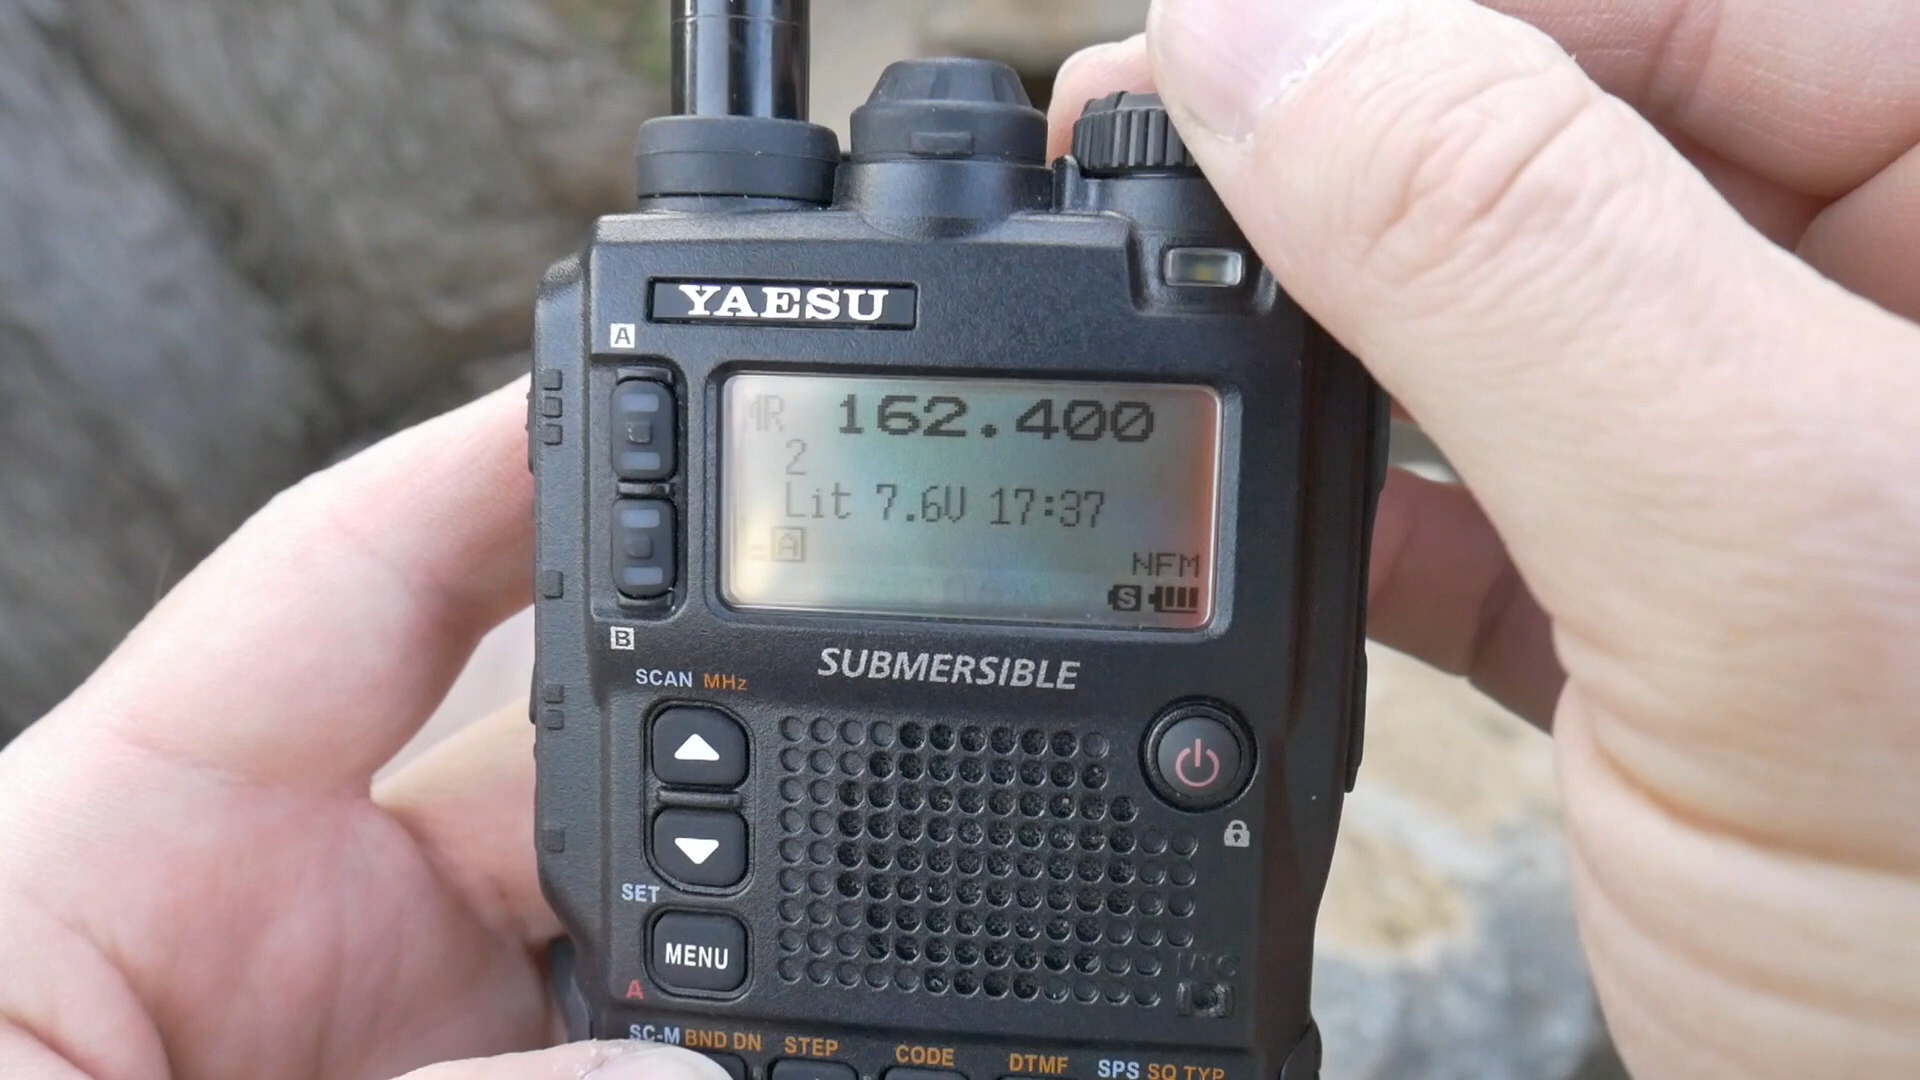 YAESU
A
MR 162.400
2
Lit 7.6V 17:37
A
NFM
S
B
SUBMERSIBLE
SCAN MHz
SET
MENU
A
MIC
SC-M BND DN STEP CODE DTMF SPS SQ TYP